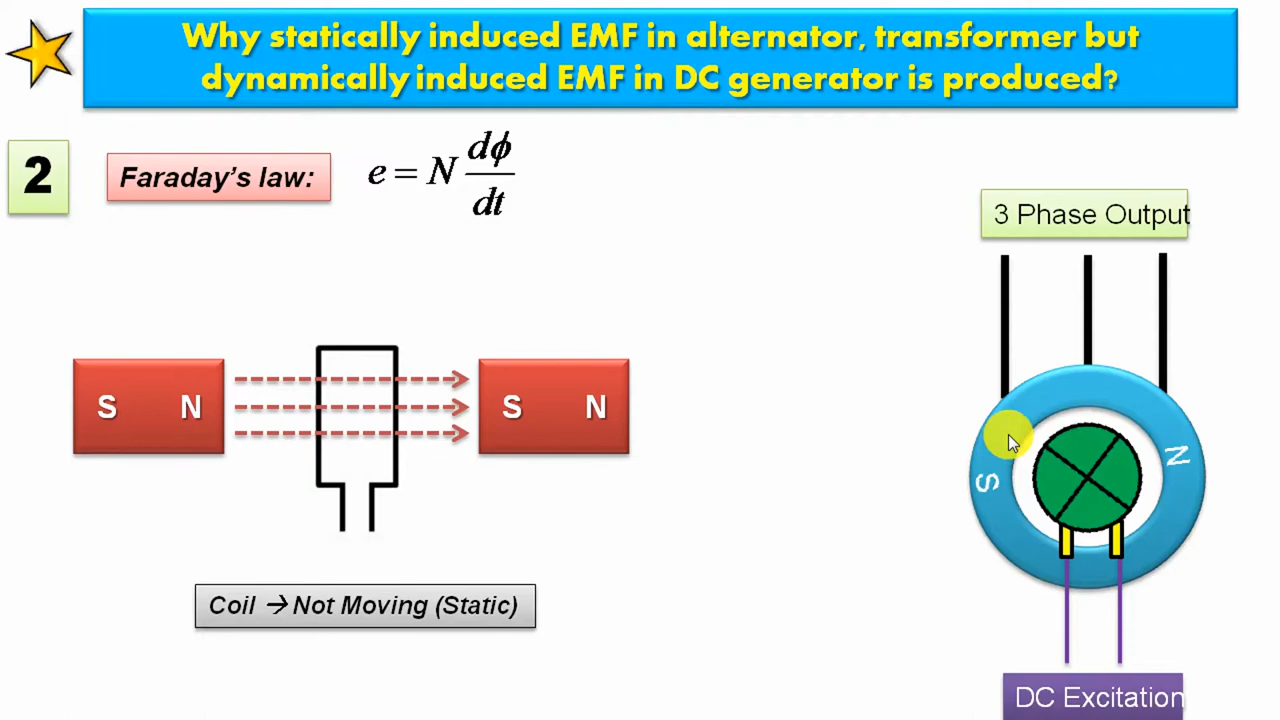 Why statically induced EMF in alternator, transformer but
dynamically induced EMF in DC generator is produced?
2
Faraday's law:
e = N dϕ/dt
3 Phase Output
S N
S N
S
N
Coil → Not Moving (Static)
DC Excitation